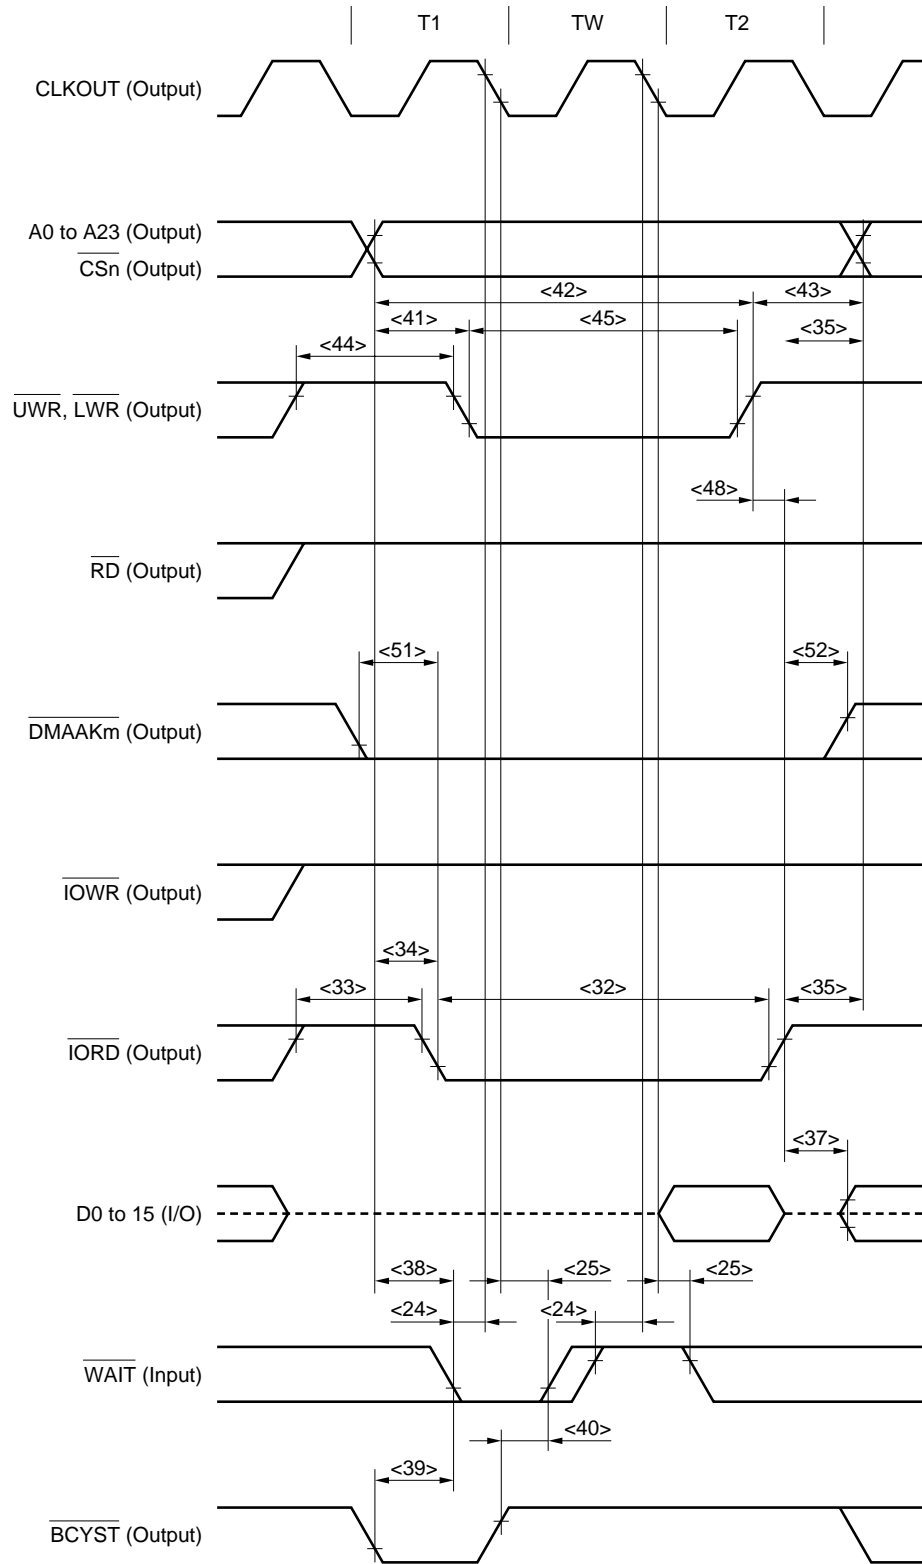 T1 TW T2
CLKOUT (Output)
A0 to A23 (Output)
CSn (Output)
<42> <43>
<41> <45> <35>
<44>
UWR, LWR (Output)
<48>
RD (Output)
<51> <52>
DMAAKm (Output)
IOWR (Output)
<34>
<33> <32> <35>
IORD (Output)
<37>
D0 to 15 (I/O)
<38> <25> <25>
<24> <24>
WAIT (Input)
<40>
<39>
BCYST (Output)